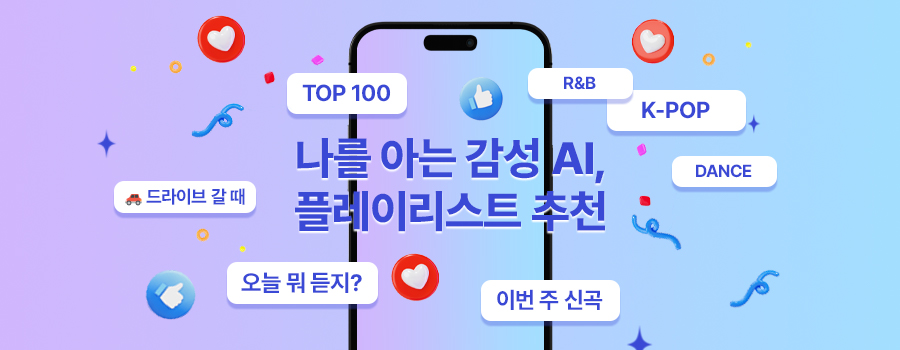 TOP 100
R&B
K-POP
나를 아는 감성 AI,
DANCE
드라이브 갈 때
플레이리스트 추천
오늘 뭐 듣지?
이번 주 신곡